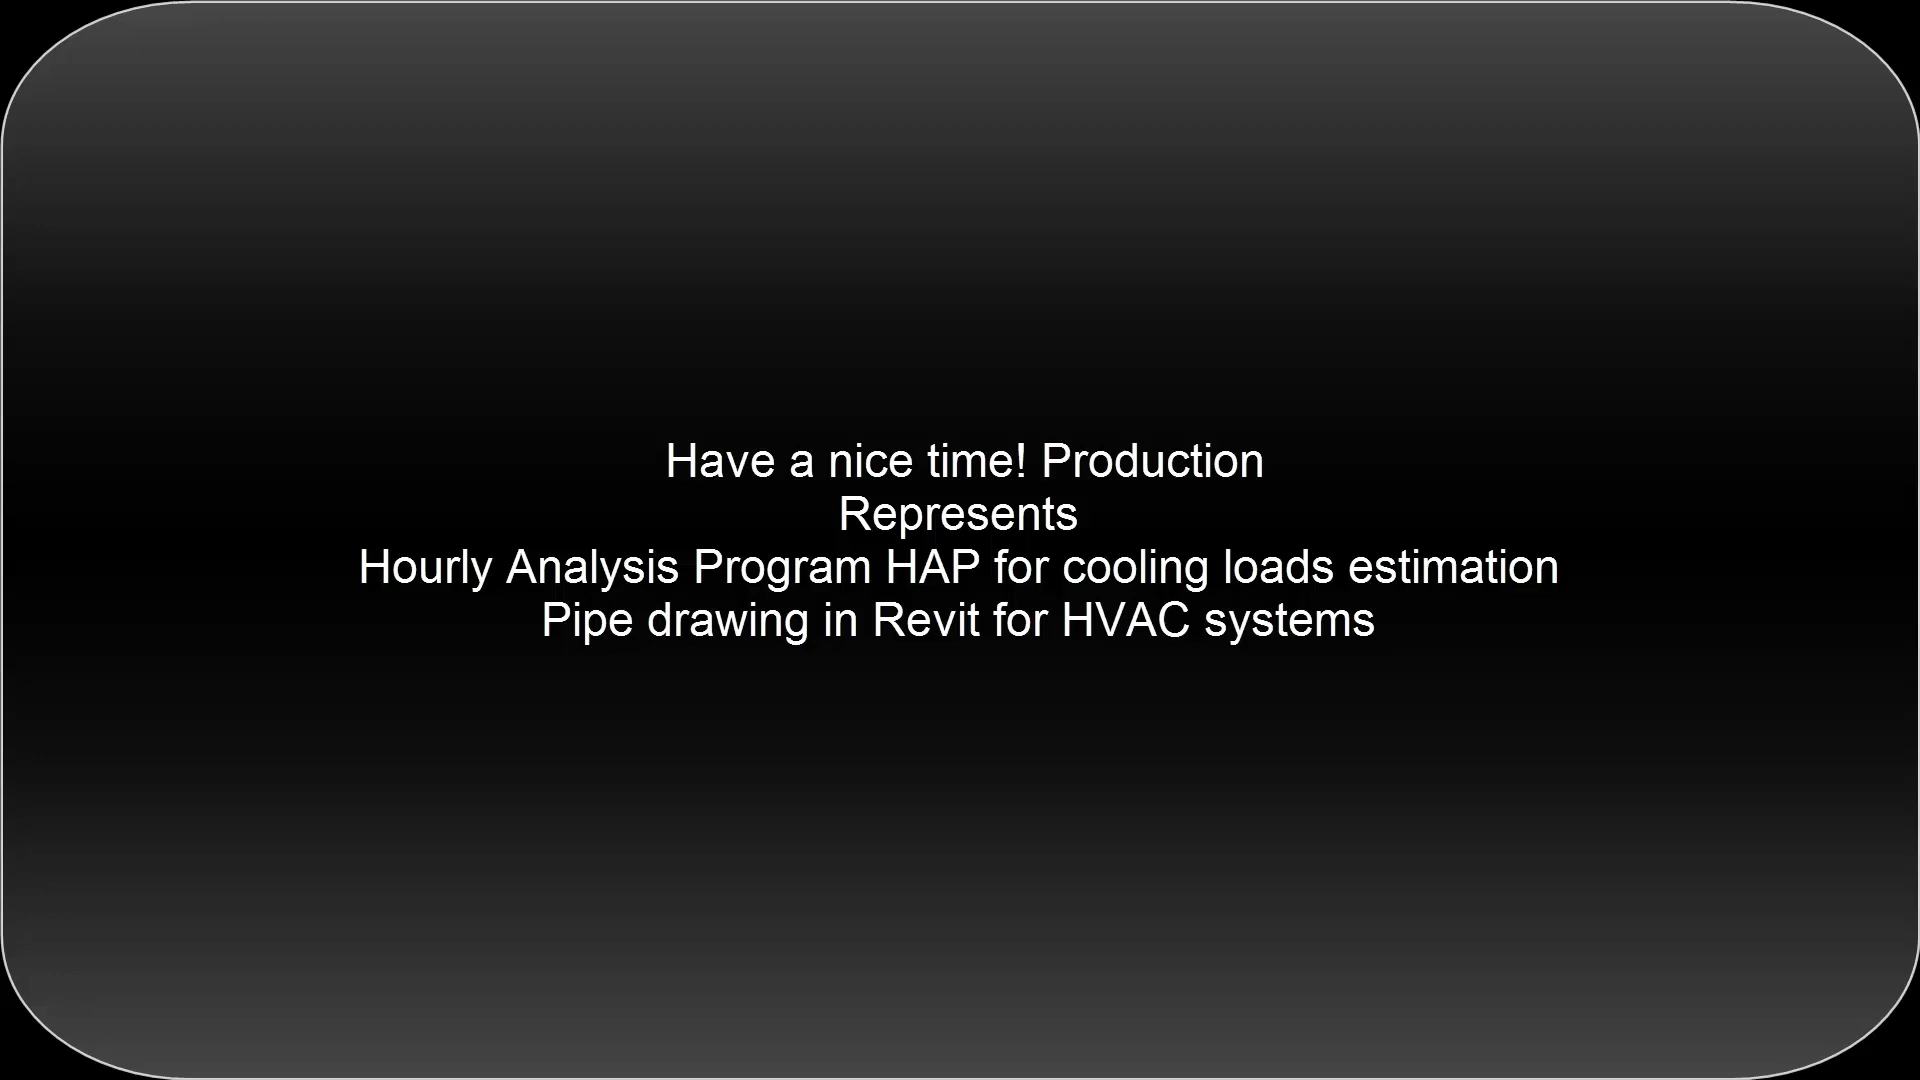 Have a nice time! Production
Represents
Hourly Analysis Program HAP for cooling loads estimation
Pipe drawing in Revit for HVAC systems